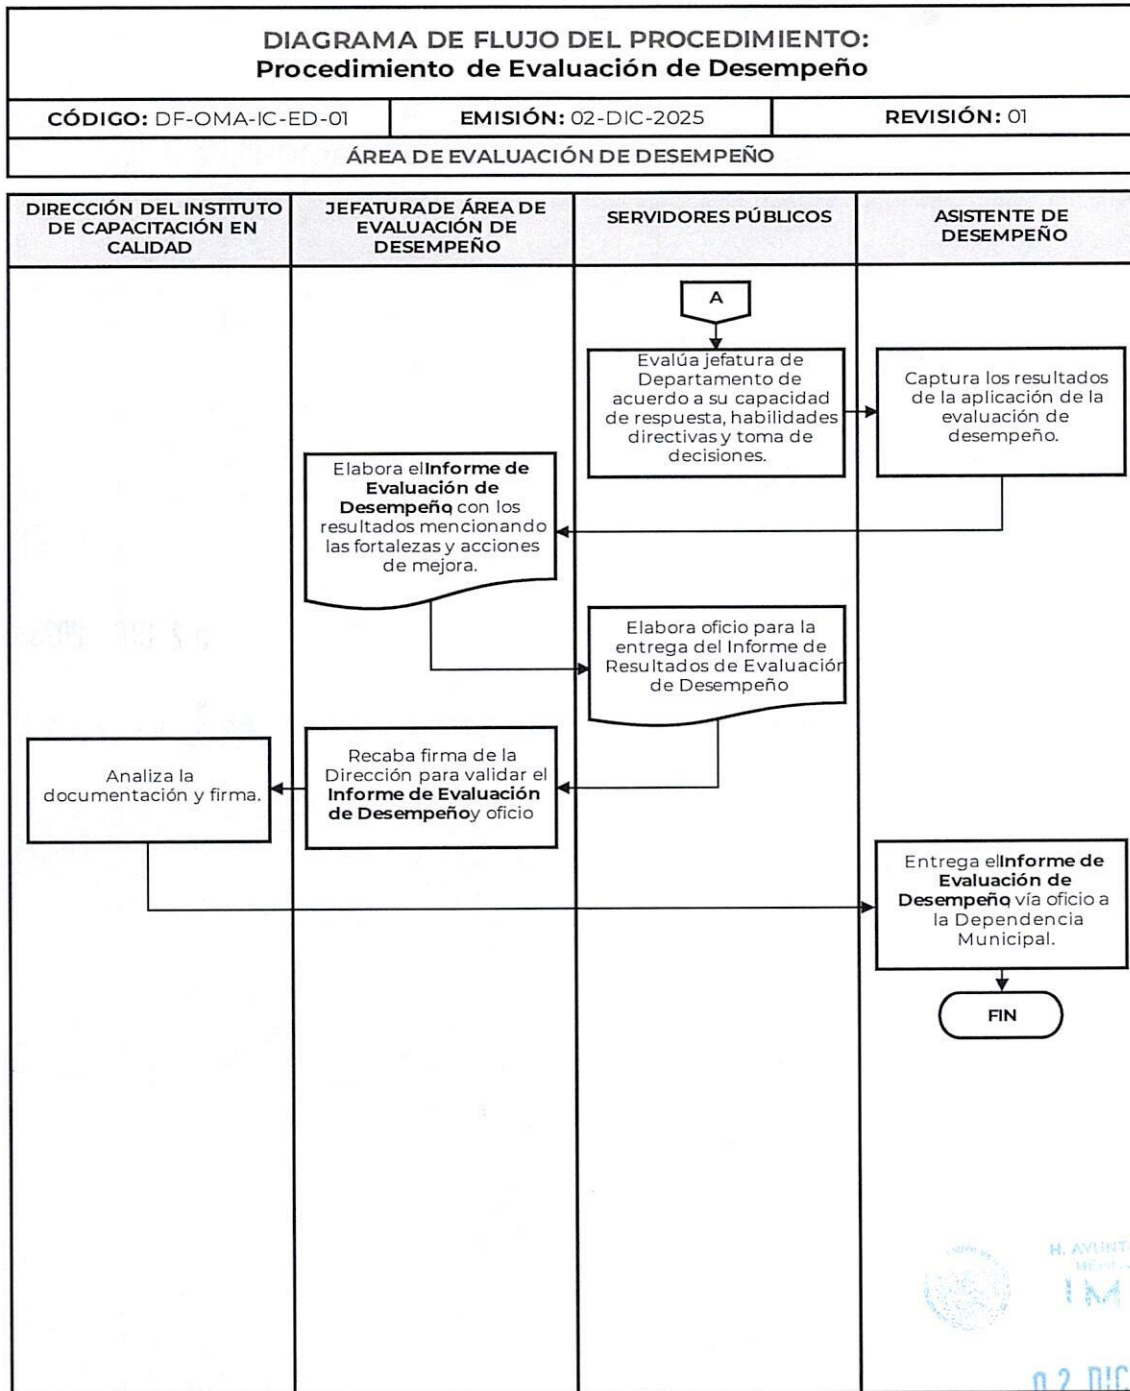 DIAGRAMA DE FLUJO DEL PROCEDIMIENTO:
Procedimiento de Evaluación de Desempeño
CÓDIGO: DF-OMA-IC-ED-01
EMISIÓN: 02-DIC-2025
REVISIÓN: 01
ÁREA DE EVALUACIÓN DE DESEMPEÑO
DIRECCIÓN DEL INSTITUTO
DE CAPACITACIÓN EN
CALIDAD
JEFATURA DE ÁREA DE
EVALUACIÓN DE
DESEMPEÑO
SERVIDORES PÚBLICOS
ASISTENTE DE
DESEMPEÑO
A
Evalúa jefatura de
Departamento de
acuerdo a su capacidad
de respuesta, habilidades
directivas y toma de
decisiones.
Captura los resultados
de la aplicación de la
evaluación de
desempeño.
Elabora el Informe de
Evaluación de
Desempeño, con los
resultados mencionando
las fortalezas y acciones
de mejora.
Elabora oficio para la
entrega del Informe de
Resultados de Evaluación
de Desempeño
Recaba firma de la
Dirección para validar el
Informe de Evaluación
de Desempeño y oficio
Analiza la
documentación y firma.
Entrega el Informe de
Evaluación de
Desempeño, vía oficio a
la Dependencia
Municipal.
FIN
H. AYUNT
IM
02 DIC